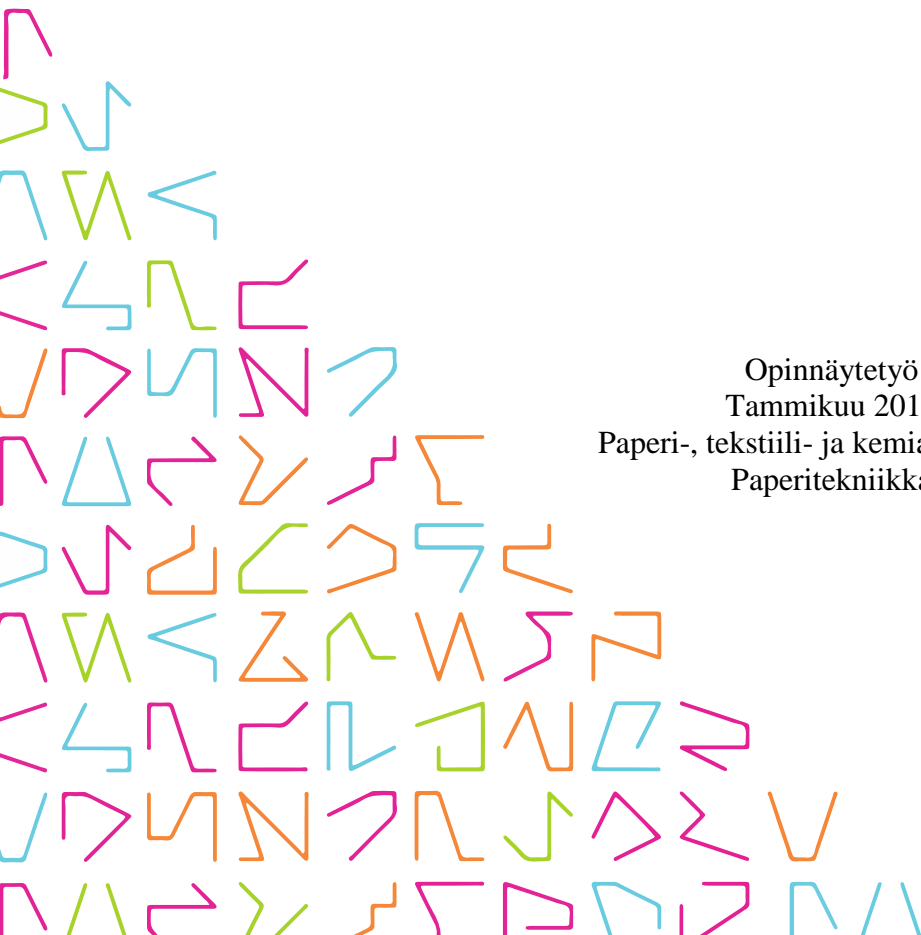 Opinnäytetyö
Tammikuu 201
Paperi-, tekstiili- ja kemia
Paperitekniikka